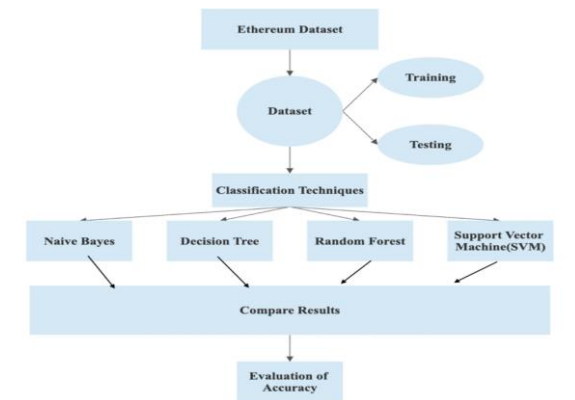 Ethereum Dataset
Training
Dataset
Testing
Classification Techniques
Naive Bayes
Decision Tree
Random Forest
Support Vector
Machine(SVM)
Compare Results
Evaluation of
Accuracy